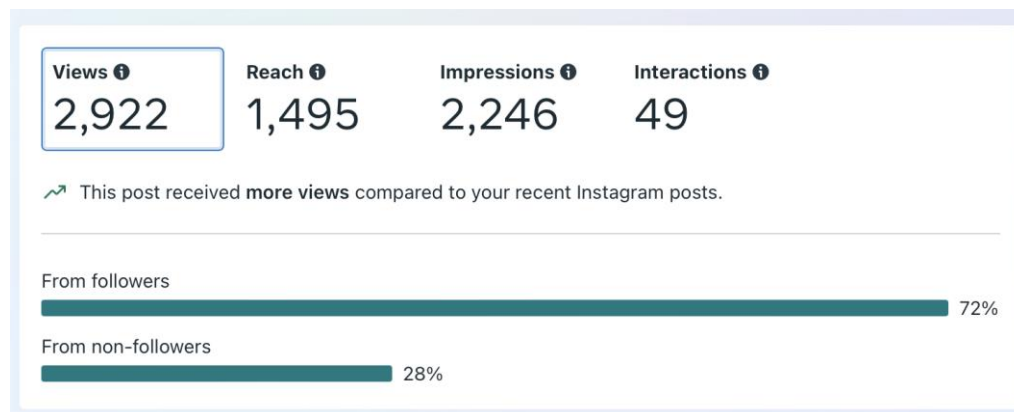 Views Reach Impressions Interactions
2,922 1,495 2,246 49
This post received more views compared to your recent Instagram posts.
From followers
72%
From non-followers
28%